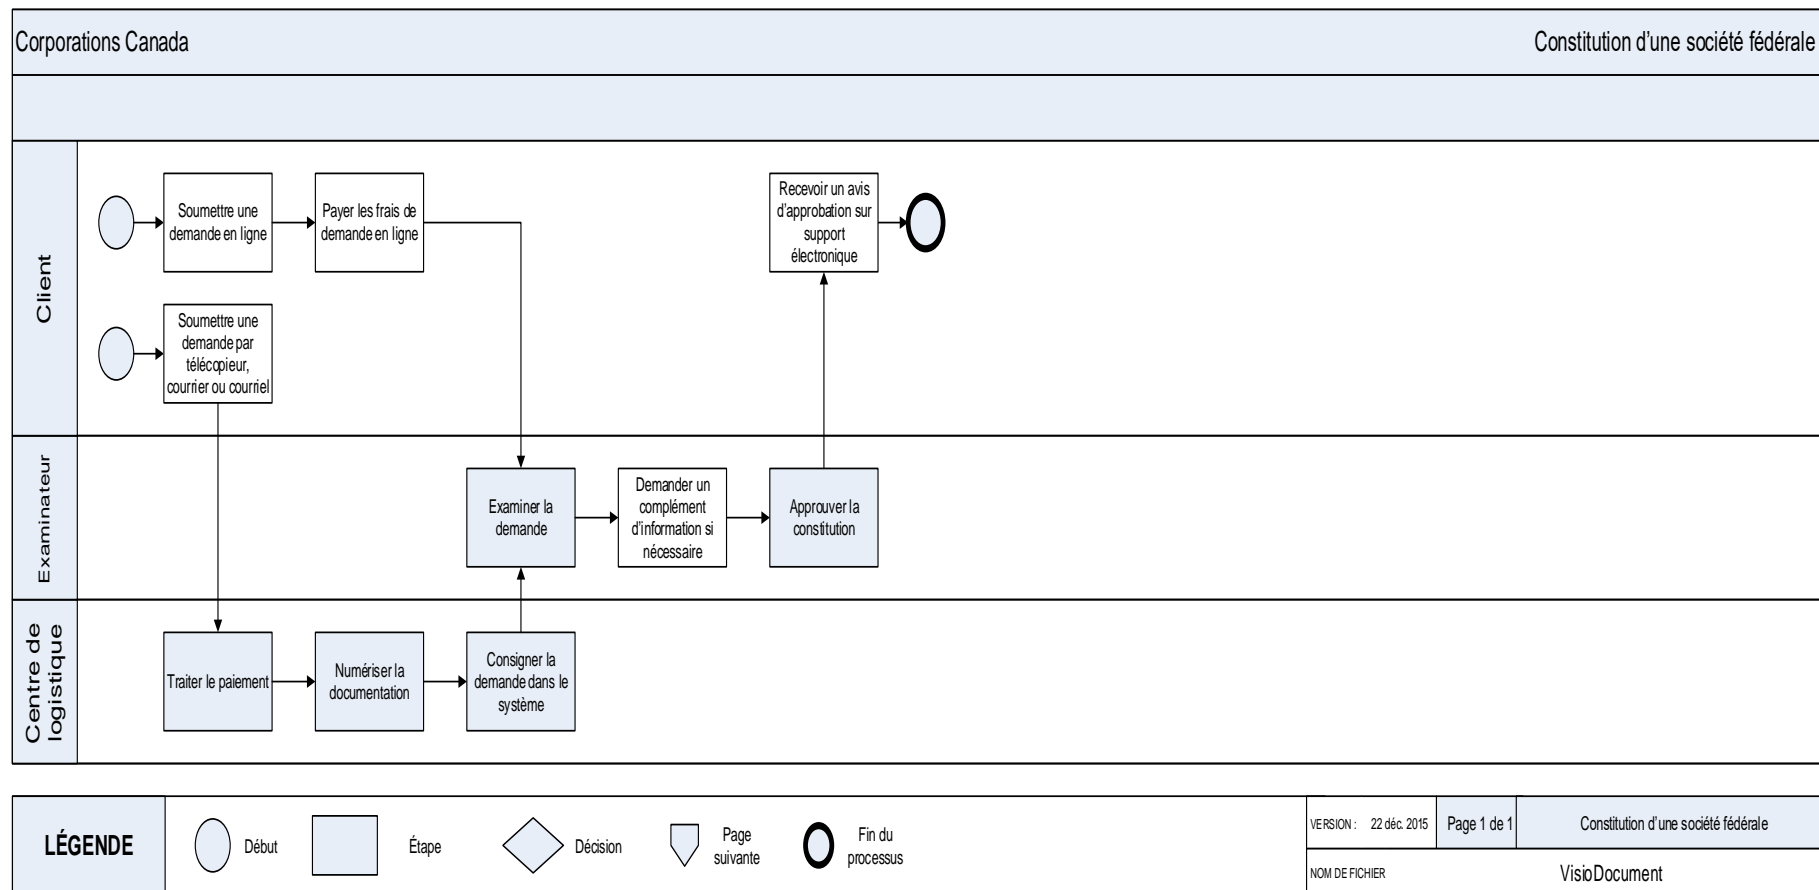 Corporations Canada
Constitution d’une société fédérale
Client
Soumettre une
demande en ligne
Payer les frais de
demande en ligne
Recevoir un avis
d’approbation sur
support
électronique
Soumettre une
demande par
télécopieur,
courrier ou courriel
Examinateur
Examiner la
demande
Demander un
complément
d’information si
nécessaire
Approuver la
constitution
Centre de
logistique
Traiter le paiement
Numériser la
documentation
Consigner la
demande dans le
système
LÉGENDE
Début
Étape
Décision
Page
suivante
Fin du
processus
VERSION : 22 déc. 2015
Page 1 de 1
Constitution d’une société fédérale
NOM DE FICHIER
VisioDocument